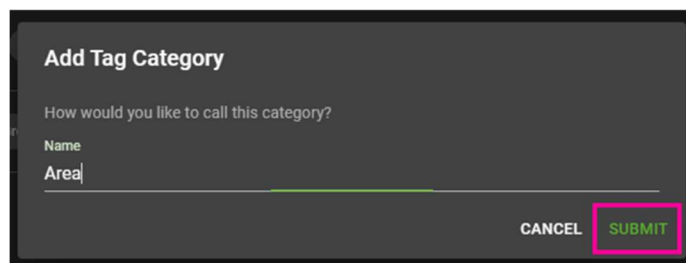 Add Tag Category
How would you like to call this category?
Name
Area
CANCEL SUBMIT